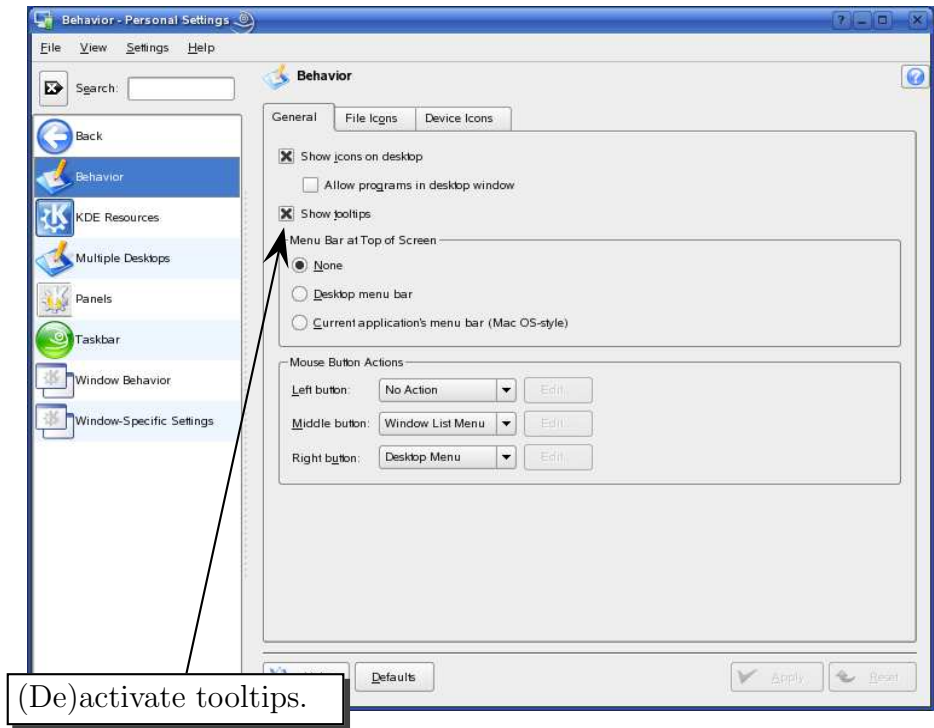 Behavior - Personal Settings
File View Settings Help
Search:
Back
Behavior
KDE Resources
Multiple Desktops
Panels
Taskbar
Window Behavior
Window-Specific Settings
Behavior
General File Icons Device Icons
Show icons on desktop
Allow programs in desktop window
Show tooltips
Menu Bar at Top of Screen
None
Desktop menu bar
Current application's menu bar (Mac OS-style)
Mouse Button Actions
Left button: No Action Edit...
Middle button: Window List Menu Edit...
Right button: Desktop Menu Edit...
Defaults Apply Reset
(De)activate tooltips.